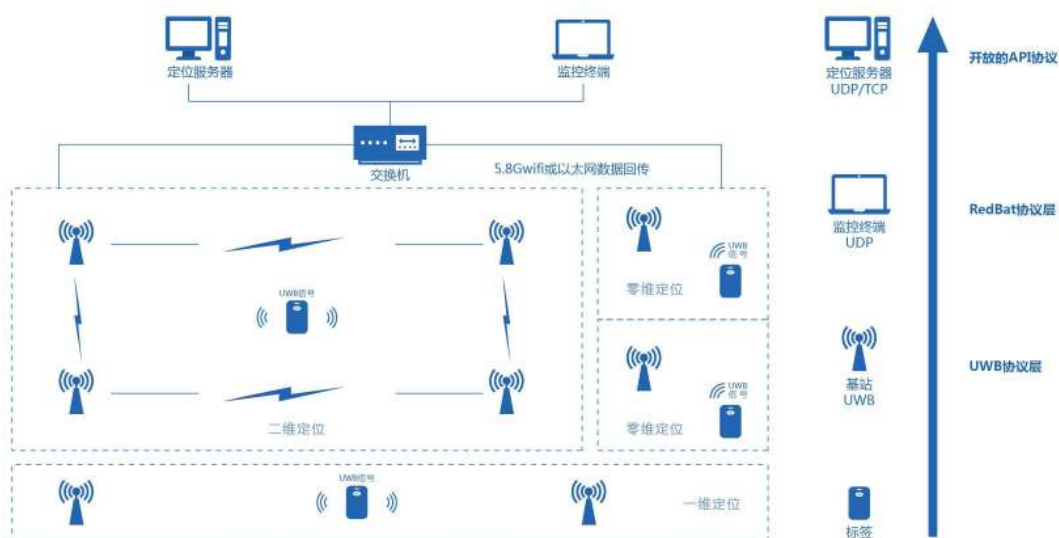 定位服务器
监控终端
交换机
5.8Gwifi或以太网数据回传
UWB信号
二维定位
UWB
信号
零维定位
UWB
信号
零维定位
UWB信号
一维定位
定位服务器
UDP/TCP
开放的API协议
监控终端
UDP
RedBat协议层
基站
UWB
UWB协议层
标签